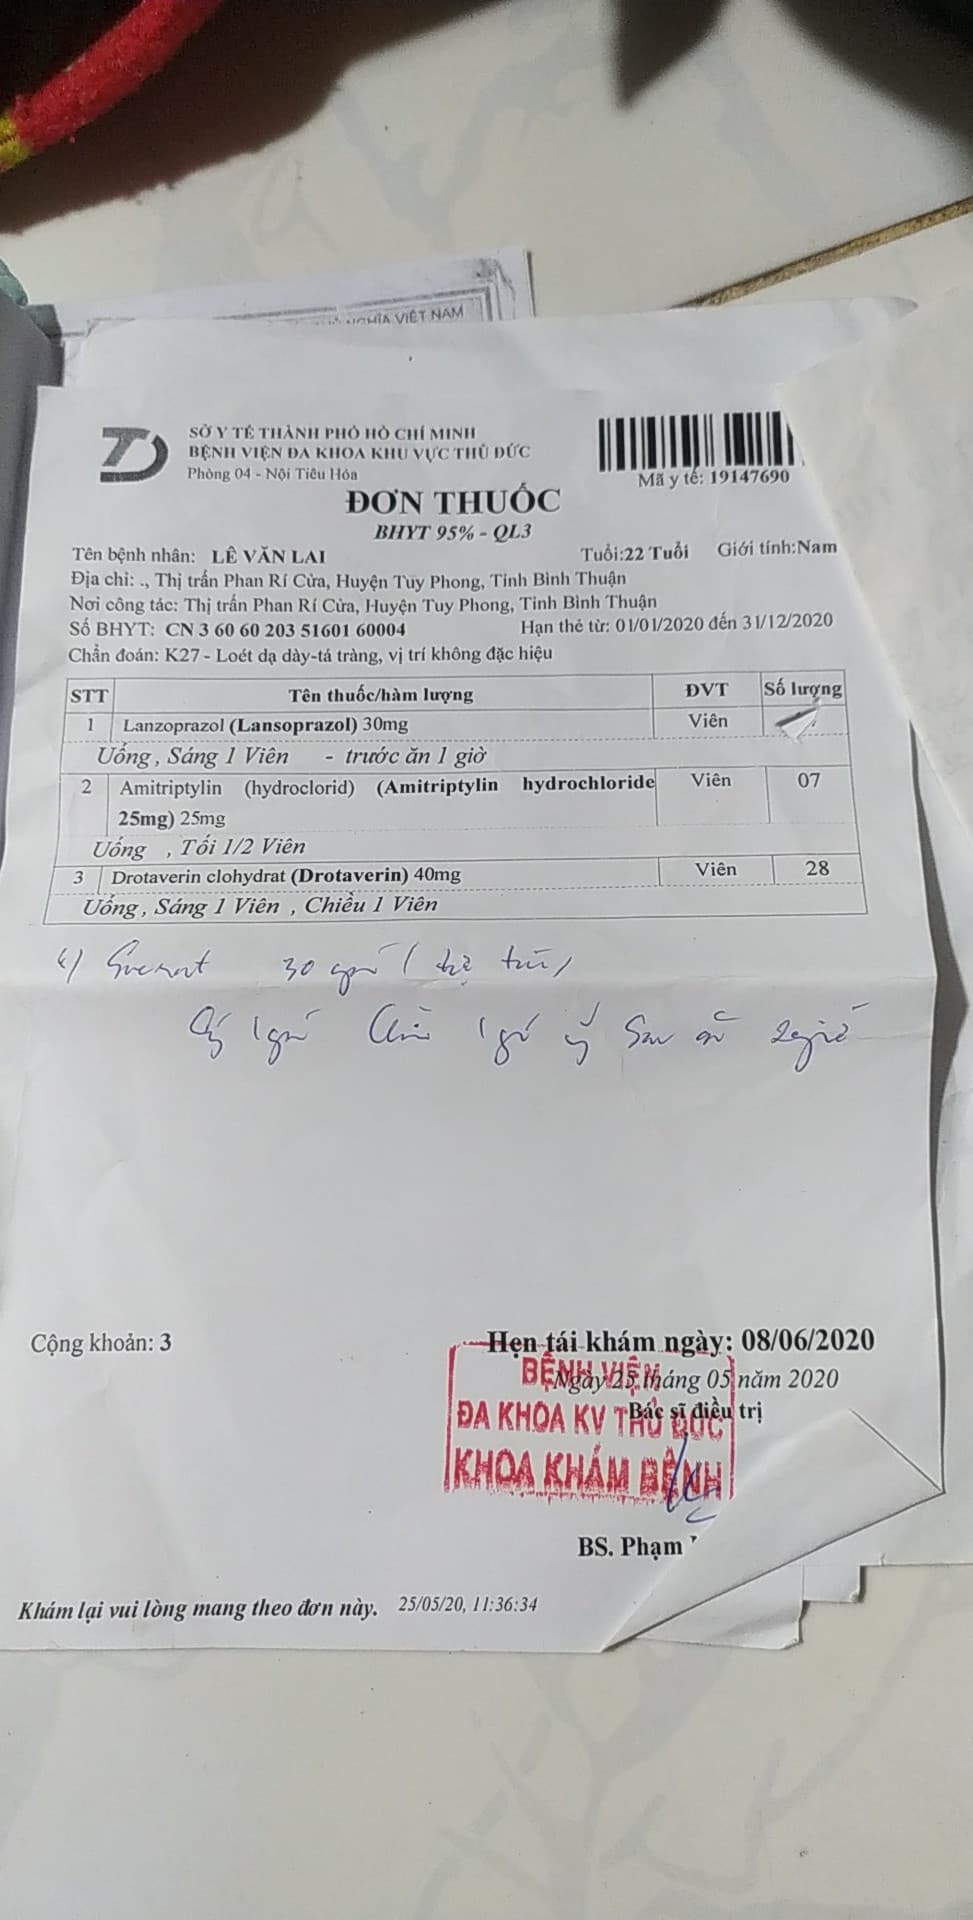 NGHĨA VIỆT NAM
SỞ Y TẾ THÀNH PHỐ HỒ CHÍ MINH
BỆNH VIỆN ĐA KHOA KHU VỰC THỦ ĐỨC
Phòng 04 - Nội Tiêu Hóa
Mã y tế: 19147690
ĐƠN THUỐC
BHYT 95% - QL3
Tên bệnh nhân: LÊ VĂN LAI Tuổi:22 Tuổi Giới tính:Nam
Địa chỉ: ., Thị trấn Phan Rí Cửa, Huyện Tuy Phong, Tỉnh Bình Thuận
Nơi công tác: Thị trấn Phan Rí Cửa, Huyện Tuy Phong, Tỉnh Bình Thuận
Số BHYT: CN 3 60 60 203 51601 60004 Hạn thẻ từ: 01/01/2020 đến 31/12/2020
Chẩn đoán: K27 - Loét dạ dày-tá tràng, vị trí không đặc hiệu
STT Tên thuốc/hàm lượng ĐVT Số lượng
1 Lanzoprazol (Lansoprazol) 30mg Viên
Uống , Sáng 1 Viên - trước ăn 1 giờ
2 Amitriptylin (hydroclorid) (Amitriptylin hydrochloride Viên 07
25mg) 25mg
Uống , Tối 1/2 Viên
3 Drotaverin clohydrat (Drotaverin) 40mg Viên 28
Uống , Sáng 1 Viên , Chiều 1 Viên
30 gói
1 gói Chiều 1 gói sau ăn 2 giờ
Cộng khoản: 3
Hẹn tái khám ngày: 08/06/2020
Ngày 25 tháng 05 năm 2020
Bác sĩ điều trị
BỆNH VIỆN
ĐA KHOA KV THỦ ĐỨC
KHOA KHÁM BỆNH
BS. Phạm
Khám lại vui lòng mang theo đơn này. 25/05/20, 11:36:34